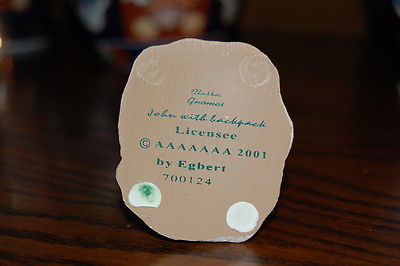 Classic
Gnomes
John with backpack
Licensee
© AAAAAAA 2001
by Egbert
700124